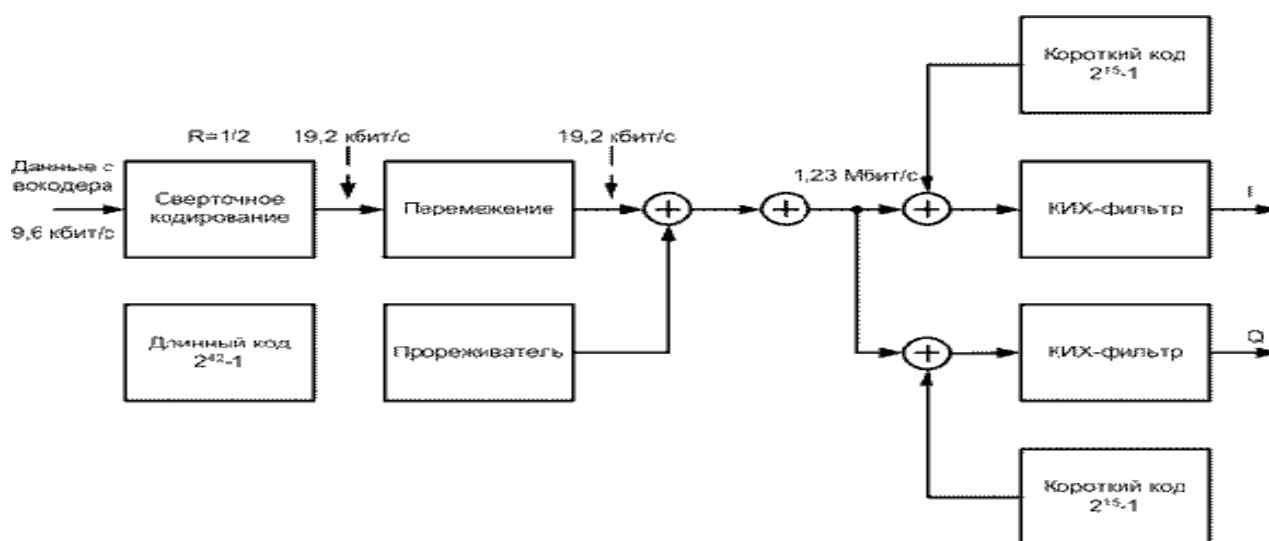 Короткий код
2¹⁵-1
R=1/2
19,2 кбит/с
19,2 кбит/с
Данные с
вокодера
9,6 кбит/с
Сверточное
кодирование
Перемежение
1,23 Мбит/с
КИХ-фильтр
I
Длинный код
2⁴²-1
Прореживатель
КИХ-фильтр
Q
Короткий код
2¹⁵-1